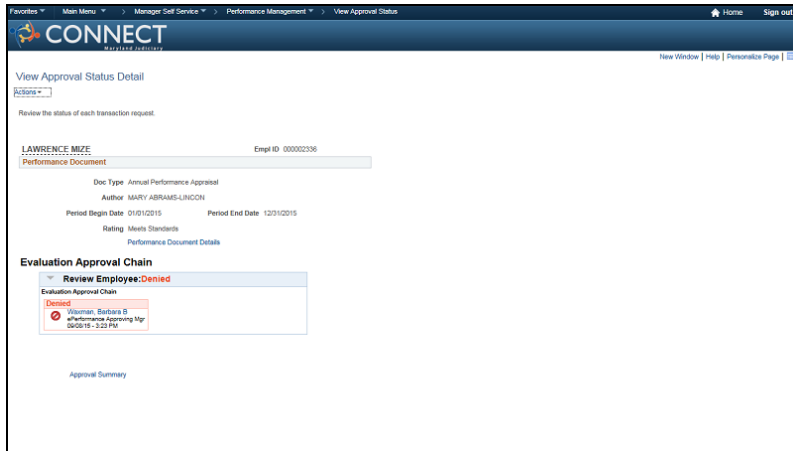 Favorites Main Menu > Manager Self Service > Performance Management > View Approval Status Home Sign out
CONNECT
Maryland Judiciary
New Window | Help | Personalize Page |
View Approval Status Detail
Actions
Review the status of each transaction request.
LAWRENCE MIZE Empl ID 000002336
Performance Document
Doc Type Annual Performance Appraisal
Author MARY ABRAMS-LINCON
Period Begin Date 01/01/2015 Period End Date 12/31/2015
Rating Meets Standards
Performance Document Details
Evaluation Approval Chain
Review Employee:Denied
Evaluation Approval Chain
Denied
Waxman, Barbara B
ePerformance Approving Mgr
09/08/15 - 3:23 PM
Approval Summary